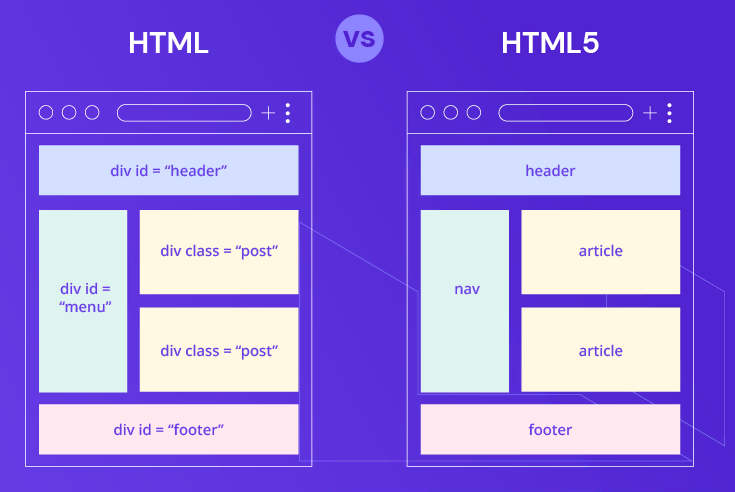 HTML
VS
HTML5
div id = “header”
div id =
“menu”
div class = “post”
div class = “post”
div id = “footer”
header
nav
article
article
footer